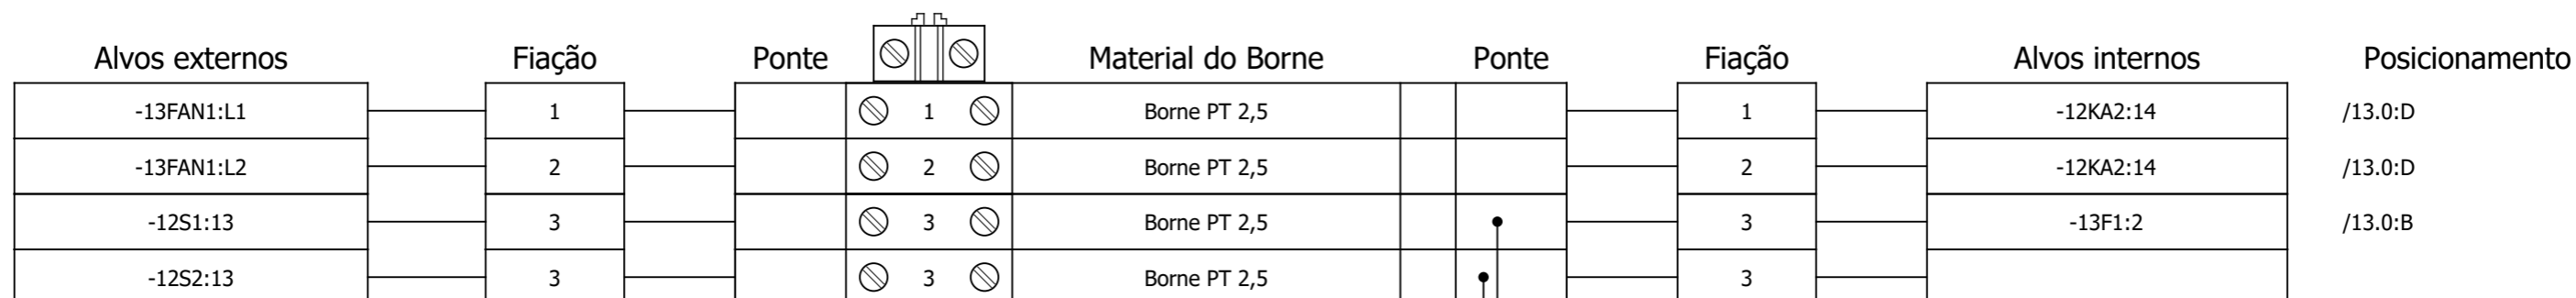 Alvos externos Fiação Ponte Material do Borne Ponte Fiação Alvos internos Posicionamento
-13FAN1:L1 1 1 Borne PT 2,5 1 -12KA2:14 /13.0:D
-13FAN1:L2 2 2 Borne PT 2,5 2 -12KA2:14 /13.0:D
-12S1:13 3 3 Borne PT 2,5 3 -13F1:2 /13.0:B
-12S2:13 3 3 Borne PT 2,5 3